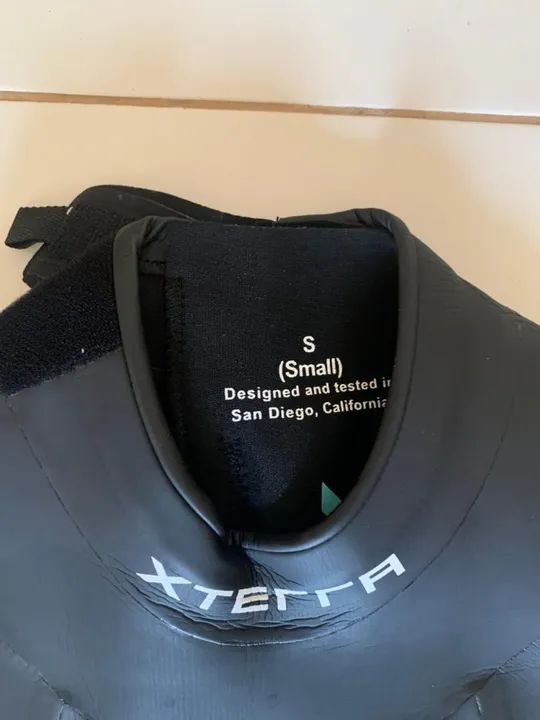 S
(Small)
Designed and tested in
San Diego, California
XTERRA